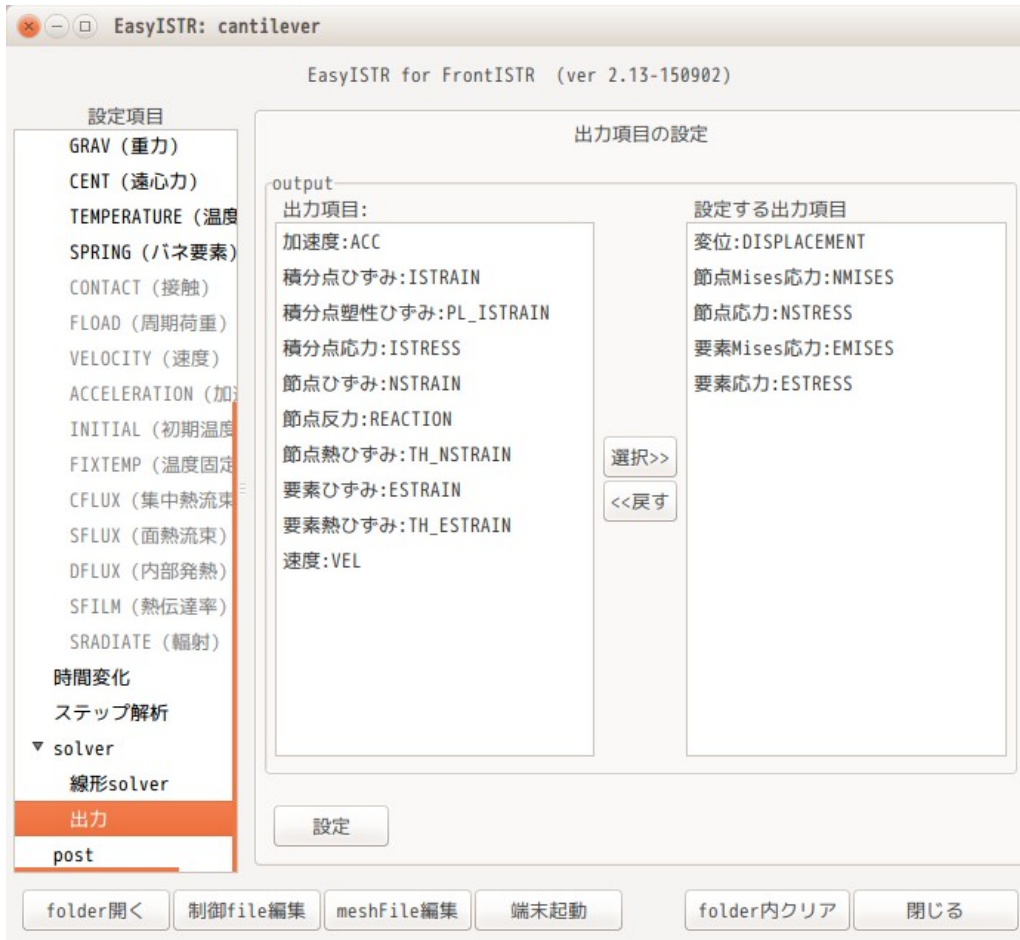 EasyISTR: cantilever
EasyISTR for FrontISTR (ver 2.13-150902)
設定項目
GRAV (重力)
CENT (遠心力)
TEMPERATURE (温度
SPRING (バネ要素)
CONTACT (接触)
FLOAD (周期荷重)
VELOCITY (速度)
ACCELERATION (加
INITIAL (初期温度
FIXTEMP (温度固定
CFLUX (集中熱流束
SFLUX (面熱流束)
DFLUX (内部発熱)
SFILM (熱伝達率)
SRADIATE (輻射)
時間変化
ステップ解析
solver
線形solver
出力
post
出力項目の設定
output
出力項目:
加速度:ACC
積分点ひずみ:ISTRAIN
積分点塑性ひずみ:PL_ISTRAIN
積分点応力:ISTRESS
節点ひずみ:NSTRAIN
節点反力:REACTION
節点熱ひずみ:TH_NSTRAIN
要素ひずみ:ESTRAIN
要素熱ひずみ:TH_ESTRAIN
速度:VEL
選択>>
<<戻す
設定する出力項目
変位:DISPLACEMENT
節点Mises応力:NMISES
節点応力:NSTRESS
要素Mises応力:EMISES
要素応力:ESTRESS
設定
folder開く 制御file編集 meshFile編集 端末起動 folder内クリア 閉じる